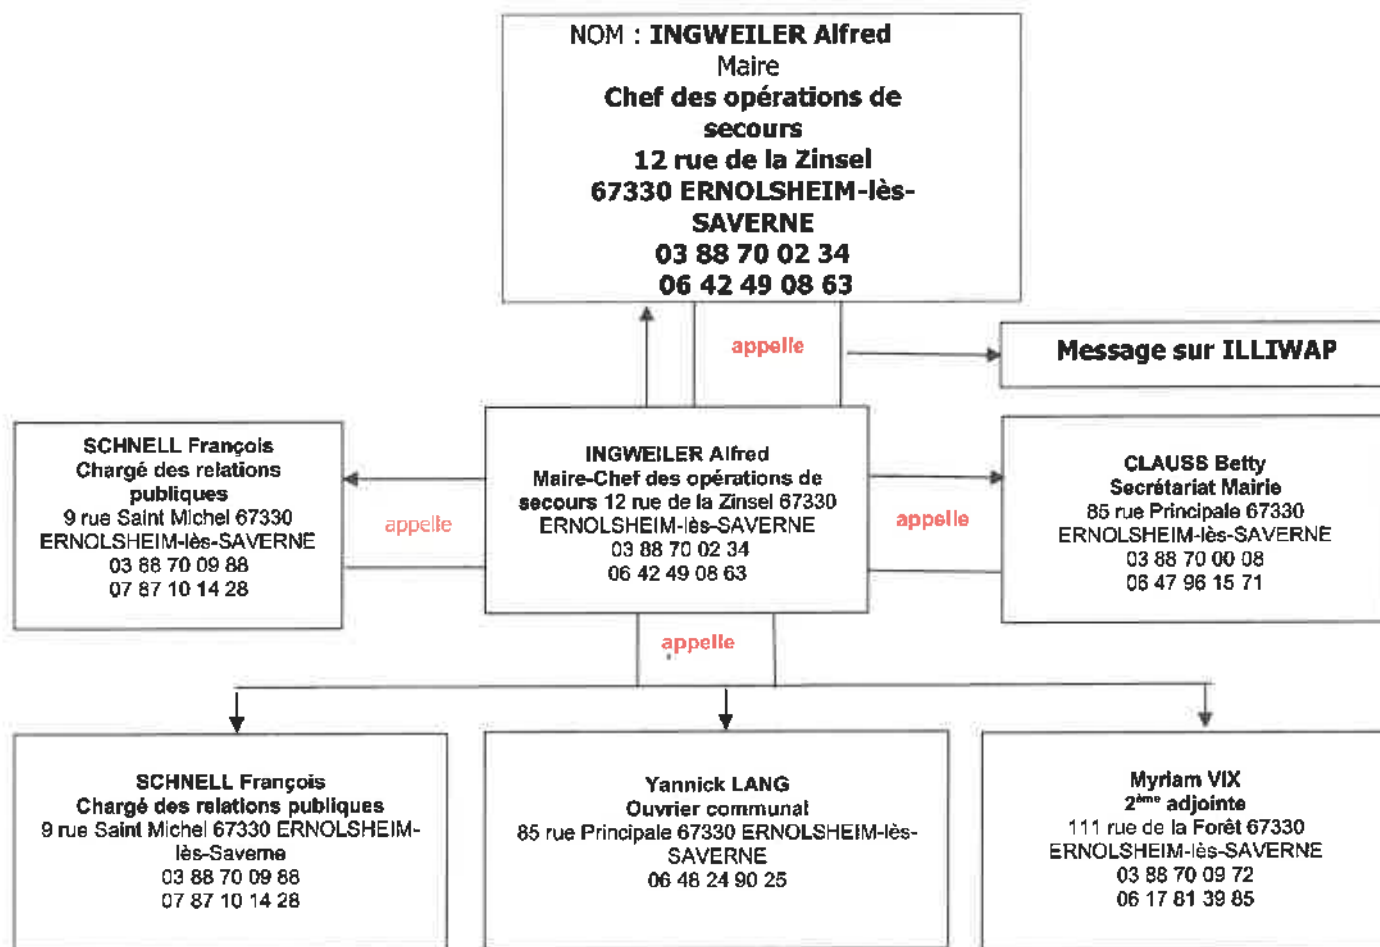 NOM : INGWEILER Alfred
Maire
Chef des opérations de
secours
12 rue de la Zinsel
67330 ERNOLSHEIM-lès-
SAVERNE
03 88 70 02 34
06 42 49 08 63
appelle
Message sur ILLIWAP
SCHNELL François
Chargé des relations
publiques
9 rue Saint Michel 67330
ERNOLSHEIM-lès-SAVERNE
03 88 70 09 88
07 87 10 14 28
appelle
INGWEILER Alfred
Maire-Chef des opérations de
secours 12 rue de la Zinsel 67330
ERNOLSHEIM-lès-SAVERNE
03 88 70 02 34
06 42 49 08 63
appelle
CLAUSS Betty
Secrétariat Mairie
85 rue Principale 67330
ERNOLSHEIM-lès-SAVERNE
03 88 70 00 08
06 47 96 15 71
appelle
SCHNELL François
Chargé des relations publiques
9 rue Saint Michel 67330 ERNOLSHEIM-
lès-Saverne
03 88 70 09 88
07 87 10 14 28
Yannick LANG
Ouvrier communal
85 rue Principale 67330 ERNOLSHEIM-lès-
SAVERNE
06 48 24 90 25
Myriam VIX
2ème adjointe
111 rue de la Forêt 67330
ERNOLSHEIM-lès-SAVERNE
03 88 70 09 72
06 17 81 39 85